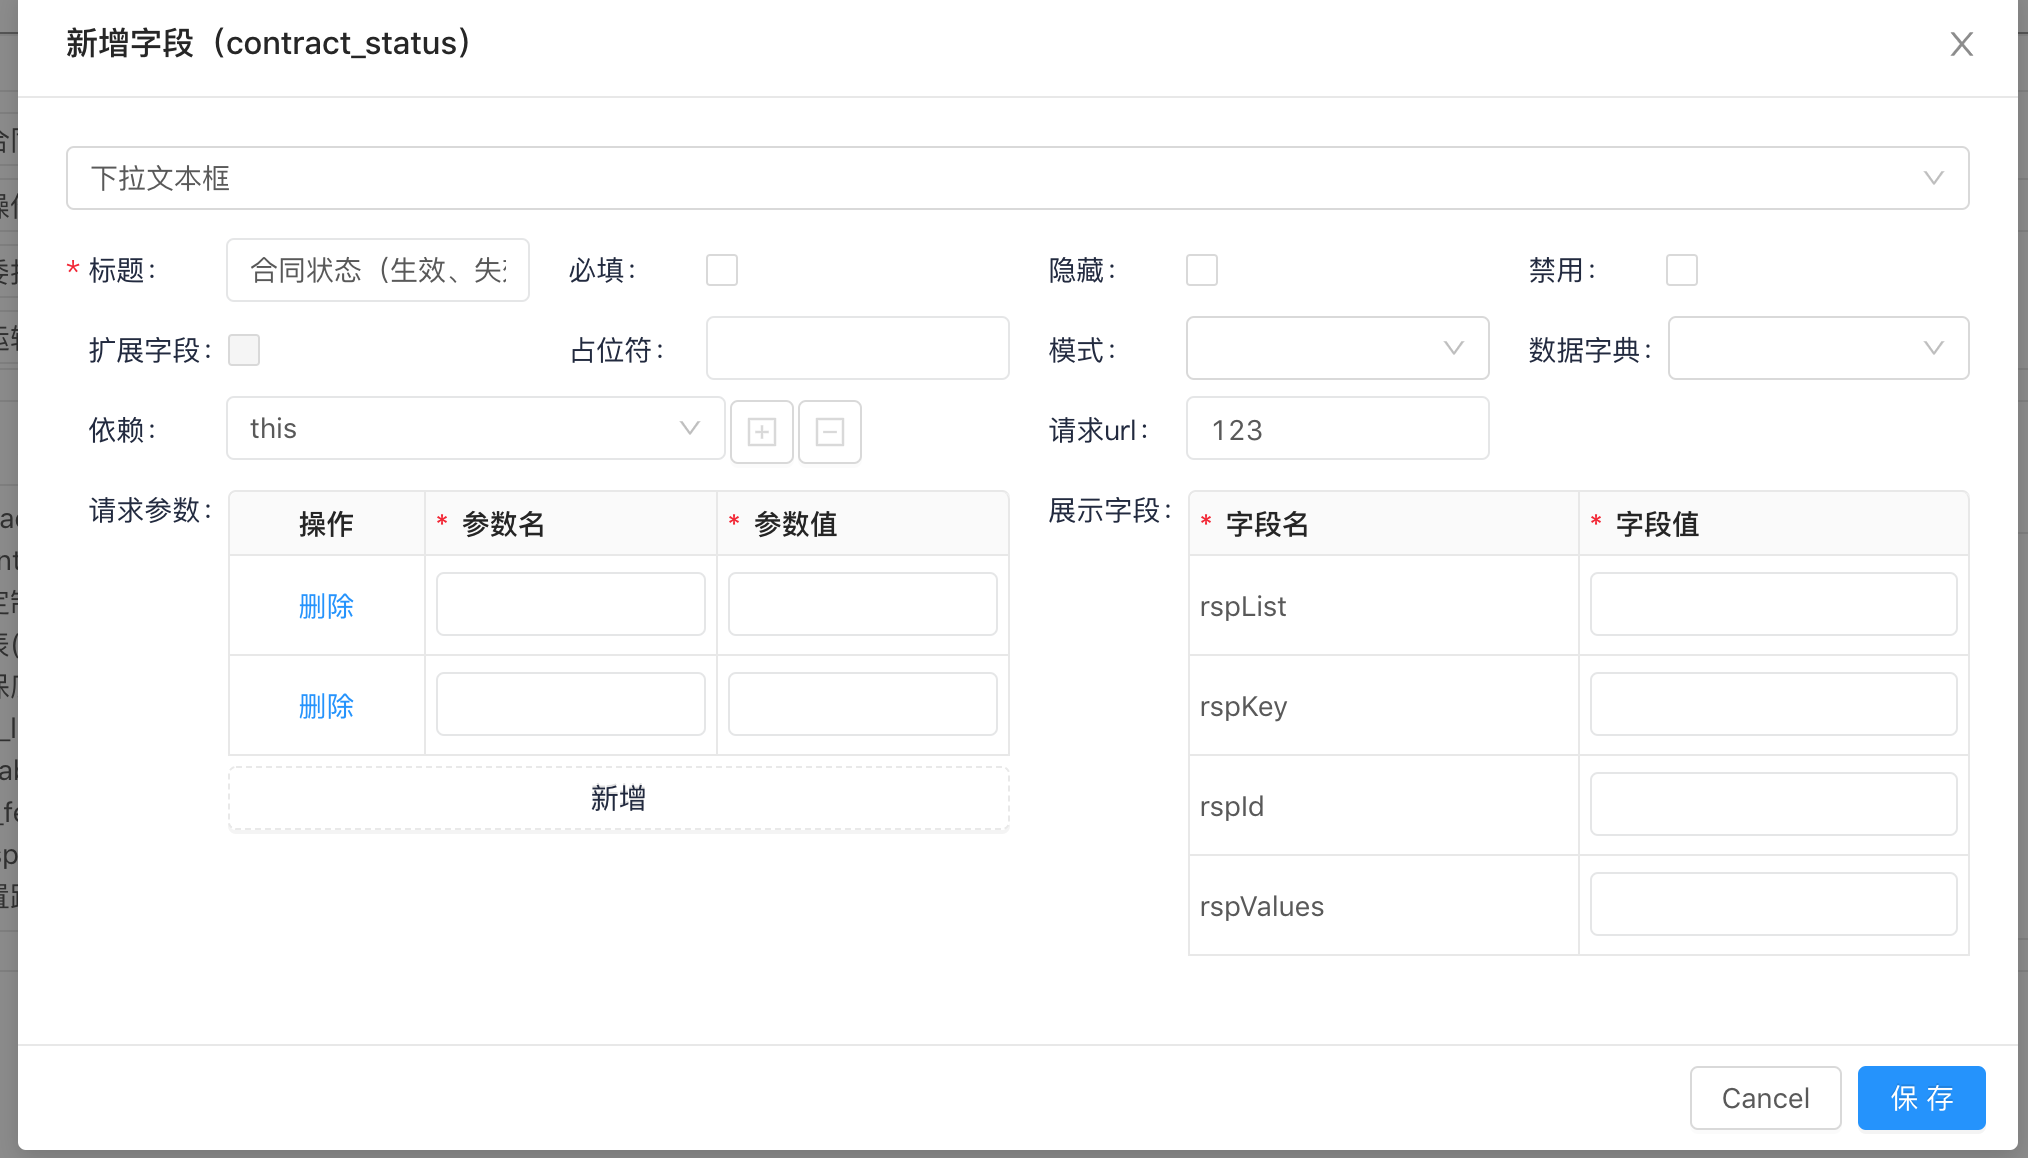 新增字段（contract_status）
下拉文本框
* 标题：
合同状态（生效、失
必填：
隐藏：
禁用：
扩展字段：
占位符：
模式：
数据字典：
依赖：
this
请求url：
123
请求参数：
操作
* 参数名
* 参数值
删除
删除
新增
展示字段：
* 字段名
* 字段值
rspList
rspKey
rspId
rspValues
Cancel
保 存